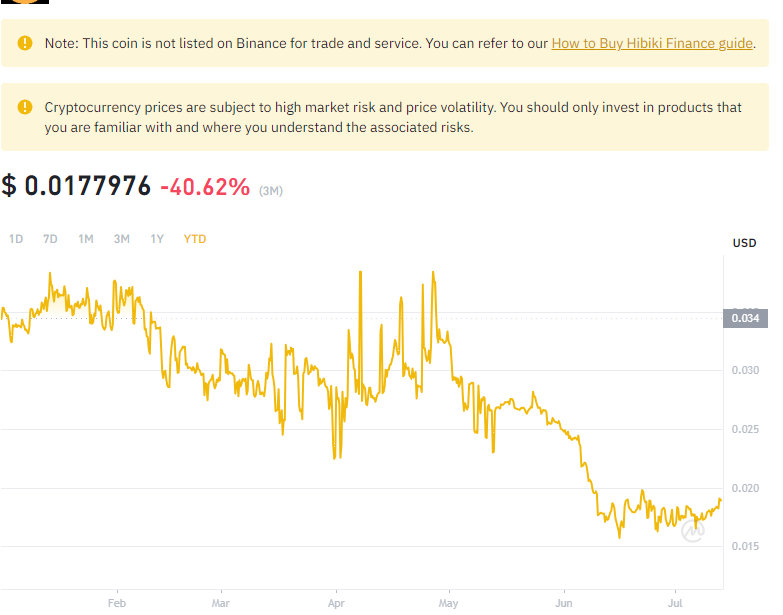 Note: This coin is not listed on Binance for trade and service. You can refer to our How to Buy Hibiki Finance guide.
Cryptocurrency prices are subject to high market risk and price volatility. You should only invest in products that
you are familiar with and where you understand the associated risks.
$ 0.0177976 -40.62% (3M)
1D 7D 1M 3M 1Y YTD
USD
0.034
0.030
0.025
0.020
0.015
Feb Mar Apr May Jun Jul